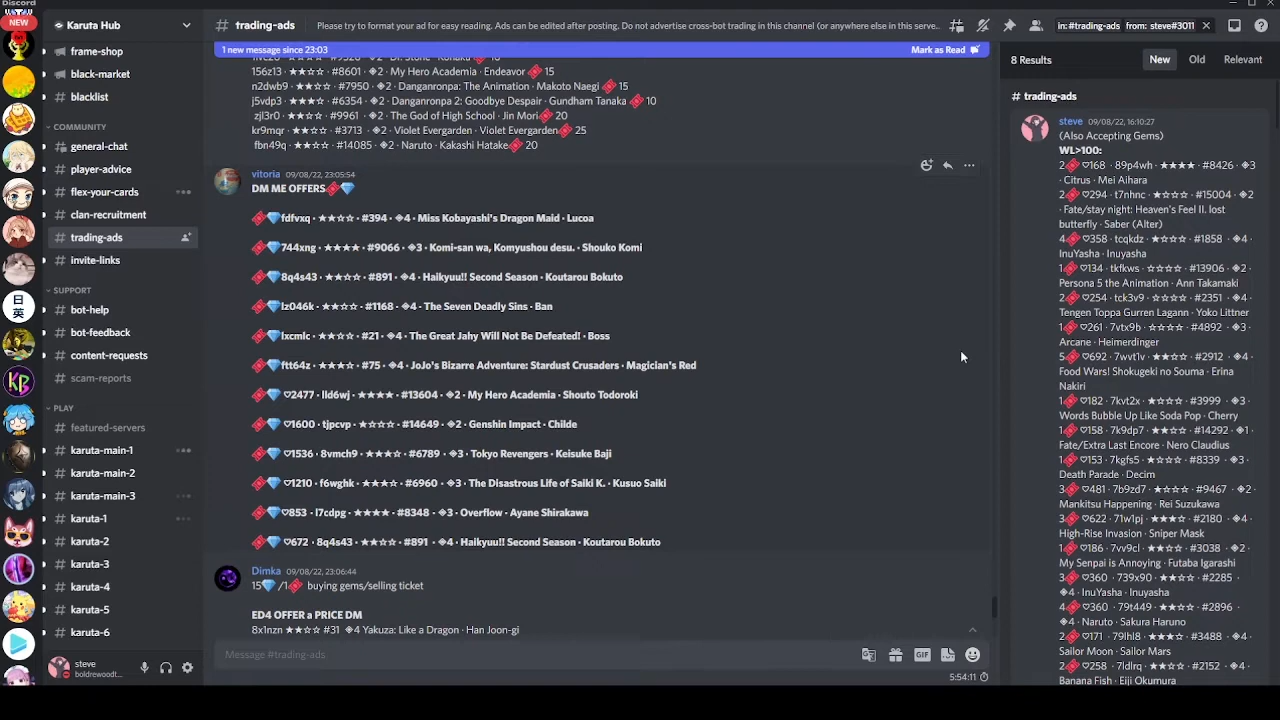 Discord
NEW
Karuta Hub
# trading-ads
Please try to format your ad for easy reading. Ads can be edited after posting. Do not advertise cross-bot trading in this channel (or anywhere else in this serve...
in: #trading-ads from: steve#3011
frame-shop
black-market
blacklist
COMMUNITY
general-chat
player-advice
flex-your-cards
clan-recruitment
trading-ads
invite-links
SUPPORT
bot-help
bot-feedback
content-requests
scam-reports
PLAY
featured-servers
karuta-main-1
karuta-main-2
karuta-main-3
karuta-1
karuta-2
karuta-3
karuta-4
karuta-5
karuta-6
日
英
KB
steve
boldrewoodt...
1 new message since 23:03
Mark as Read
156z13 · ★★☆☆ · #8601 · ◈2 · My Hero Academia · Endeavor 15
n2dwb9 · ★★☆☆ · #7950 · ◈2 · Danganronpa: The Animation · Makoto Naegi 15
j5vdp3 · ★★☆☆ · #6354 · ◈2 · Danganronpa 2: Goodbye Despair · Gundham Tanaka 10
zjl3r0 · ★★☆☆ · #9961 · ◈2 · The God of High School · Jin Mori 20
kr9mqr · ★★☆☆ · #3713 · ◈2 · Violet Evergarden · Violet Evergarden 25
fbn49q · ★★☆☆ · #14085 · ◈2 · Naruto · Kakashi Hatake 20
vitoria 09/08/22, 23:05:54
DM ME OFFERS
fdfvxq · ★★☆☆ · #394 · ◈4 · Miss Kobayashi's Dragon Maid · Lucoa
744xng · ★★★★ · #9066 · ◈3 · Komi-san wa, Komyushou desu. · Shouko Komi
8q4s43 · ★★☆☆ · #891 · ◈4 · Haikyuu!! Second Season · Koutarou Bokuto
lz046k · ★★☆☆ · #1168 · ◈4 · The Seven Deadly Sins · Ban
lxcmlc · ★★☆☆ · #21 · ◈4 · The Great Jahy Will Not Be Defeated! · Boss
ftt64z · ★★★☆ · #75 · ◈4 · JoJo's Bizarre Adventure: Stardust Crusaders · Magician's Red
♡2477 · lld6wj · ★★★★ · #13604 · ◈2 · My Hero Academia · Shouto Todoroki
♡1600 · tjpcvp · ★☆☆☆ · #14649 · ◈2 · Genshin Impact · Childe
♡1536 · 8vmch9 · ★★★☆ · #6789 · ◈3 · Tokyo Revengers · Keisuke Baji
♡1210 · f6wghk · ★★★☆ · #6960 · ◈3 · The Disastrous Life of Saiki K. · Kusuo Saiki
♡853 · l7cdpg · ★★★★ · #8348 · ◈3 · Overflow · Ayane Shirakawa
♡672 · 8q4s43 · ★★☆☆ · #891 · ◈4 · Haikyuu!! Second Season · Koutarou Bokuto
Dimka 09/08/22, 23:06:44
15 /1 buying gems/selling ticket
ED4 OFFER a PRICE DM
8x1nzn ★★☆☆ #31 ◈4 Yakuza: Like a Dragon · Han Joon-gi
Message #trading-ads
GIF
5:54:11
8 Results
New
Old
Relevant
# trading-ads
steve 09/08/22, 16:10:27
(Also Accepting Gems)
WL>100:
2 ♡168 · 89p4wh · ★★★★ · #8426 · ◈3
· Citrus · Mei Aihara
2 ♡294 · t7nhnc · ★☆☆☆ · #15004 · ◈2
· Fate/stay night: Heaven's Feel II. lost
butterfly · Saber (Alter)
4 ♡358 · tcqkdz · ★☆☆☆ · #1858 · ◈4 ·
InuYasha · Inuyasha
1 ♡134 · tkfkws · ☆☆☆☆ · #13906 · ◈2 ·
Persona 5 the Animation · Ann Takamaki
2 ♡254 · tck3v9 · ★☆☆☆ · #2351 · ◈4 ·
Tengen Toppa Gurren Lagann · Yoko Littner
1 ♡261 · 7vtx9b · ★★☆☆ · #4892 · ◈3 ·
Arcane · Heimerdinger
5 ♡692 · 7wvt1v · ★★★☆ · #2912 · ◈4 ·
Food Wars! Shokugeki no Souma · Erina
Nakiri
1 ♡182 · 7kvt2x · ★★★☆ · #3999 · ◈3 ·
Words Bubble Up Like Soda Pop · Cherry
1 ♡158 · 7k9dp7 · ★★★☆ · #14292 · ◈1 ·
Fate/Extra Last Encore · Nero Claudius
1 ♡153 · 7kgfs5 · ★★★☆ · #8339 · ◈3 ·
Death Parade · Decim
3 ♡481 · 7b9zd7 · ★★☆☆ · #9467 · ◈2 ·
Mankitsu Happening · Rei Suzukawa
3 ♡622 · 71w1pj · ★★★☆ · #2180 · ◈4 ·
High-Rise Invasion · Sniper Mask
1 ♡186 · 7vv9cl · ★★☆☆ · #3038 · ◈2 ·
My Senpai is Annoying · Futaba Igarashi
3 ♡360 · 739x90 · ★★☆☆ · #2285 ·
◈4 · InuYasha · Inuyasha
4 ♡360 · 79t449 · ★★☆☆ · #2896 ·
◈4 · Naruto · Sakura Haruno
2 ♡171 · 79lhl8 · ★★★☆ · #3488 · ◈4 ·
Sailor Moon · Sailor Mars
2 ♡258 · 7dlrq · ★★☆☆ · #2152 · ◈4 ·
Banana Fish · Eiji Okumura